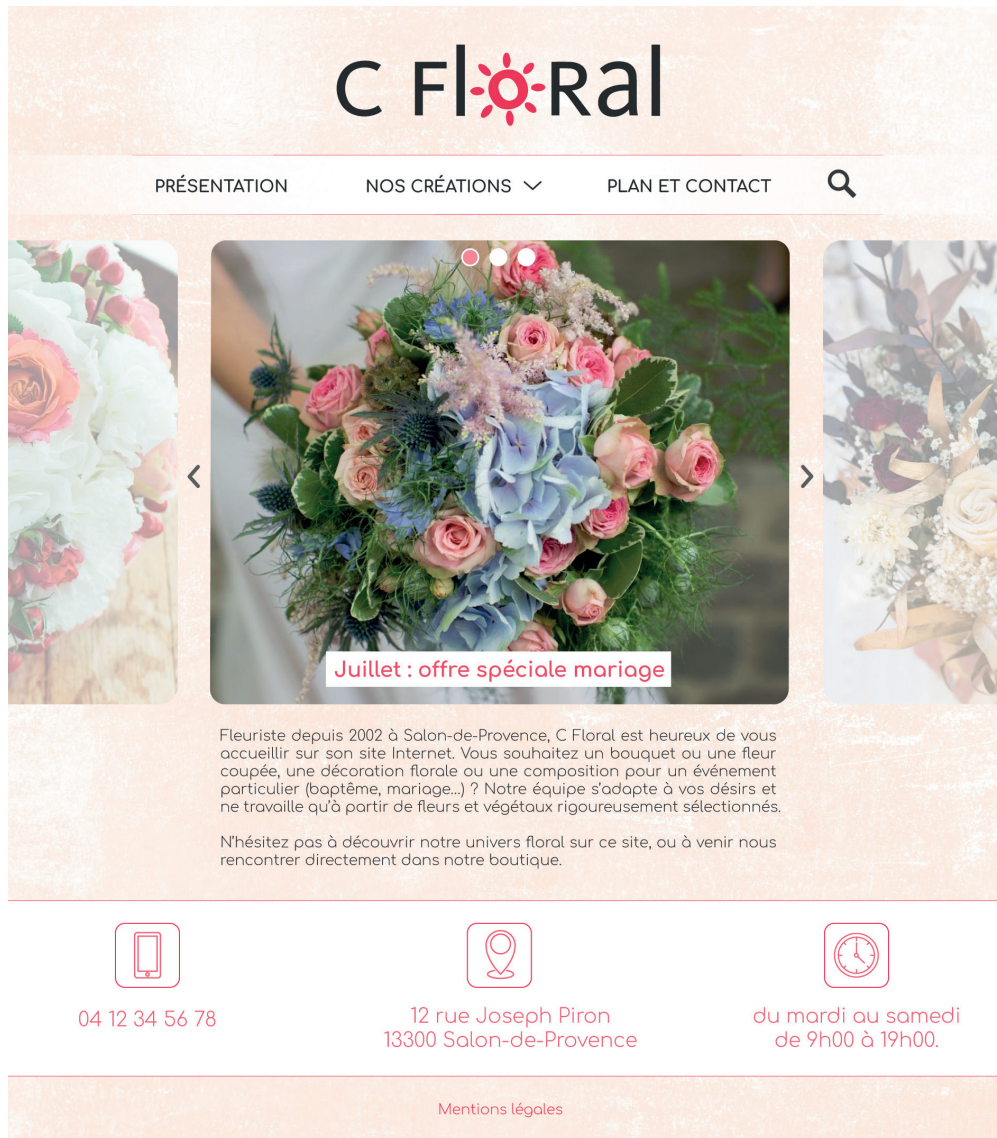 C FloRal
PRÉSENTATION
NOS CRÉATIONS
PLAN ET CONTACT
Juillet : offre spéciale mariage
Fleuriste depuis 2002 à Salon-de-Provence, C Floral est heureux de vous
accueillir sur son site Internet. Vous souhaitez un bouquet ou une fleur
coupée, une décoration florale ou une composition pour un événement
particulier (baptême, mariage...) ? Notre équipe s'adapte à vos désirs et
ne travaille qu'à partir de fleurs et végétaux rigoureusement sélectionnés.
N'hésitez pas à découvrir notre univers floral sur ce site, ou à venir nous
rencontrer directement dans notre boutique.
04 12 34 56 78
12 rue Joseph Piron
13300 Salon-de-Provence
du mardi au samedi
de 9h00 à 19h00.
Mentions légales